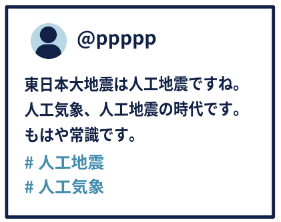 @ppppp
東日本大地震は人工地震ですね。
人工気象、人工地震の時代です。
もはや常識です。
# 人工地震
# 人工気象